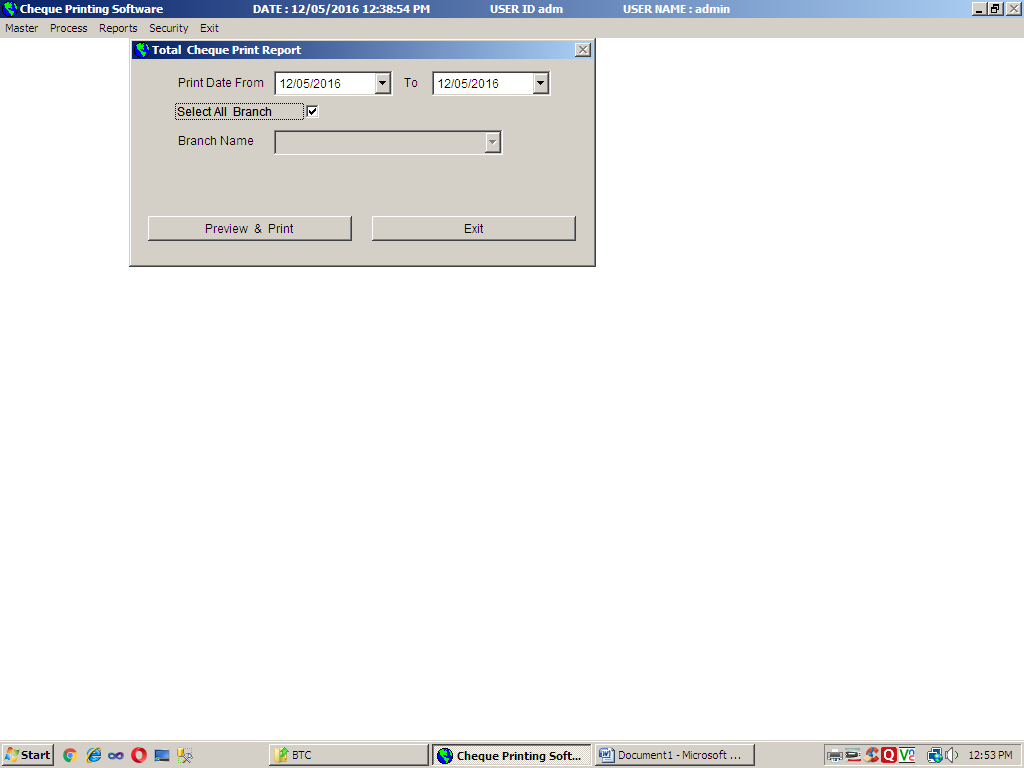 Cheque Printing Software DATE : 12/05/2016 12:38:54 PM USER ID adm USER NAME : admin
Master Process Reports Security Exit
Total Cheque Print Report
Print Date From 12/05/2016 To 12/05/2016
Select All Branch
Branch Name
Preview & Print Exit
Start BTC Cheque Printing Soft... Document1 - Microsoft ... 12:53 PM